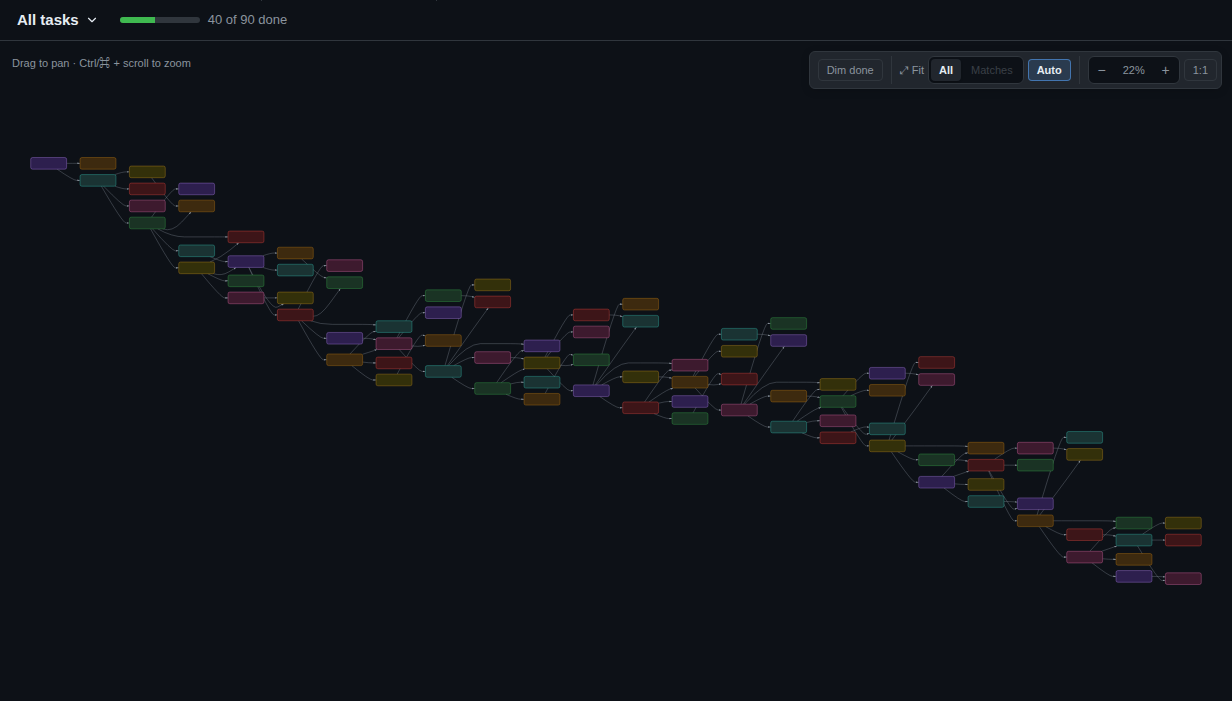 All tasks
40 of 90 done
Drag to pan · Ctrl/⌘ + scroll to zoom
Dim done
Fit
All
Matches
Auto
− 22% +
1:1